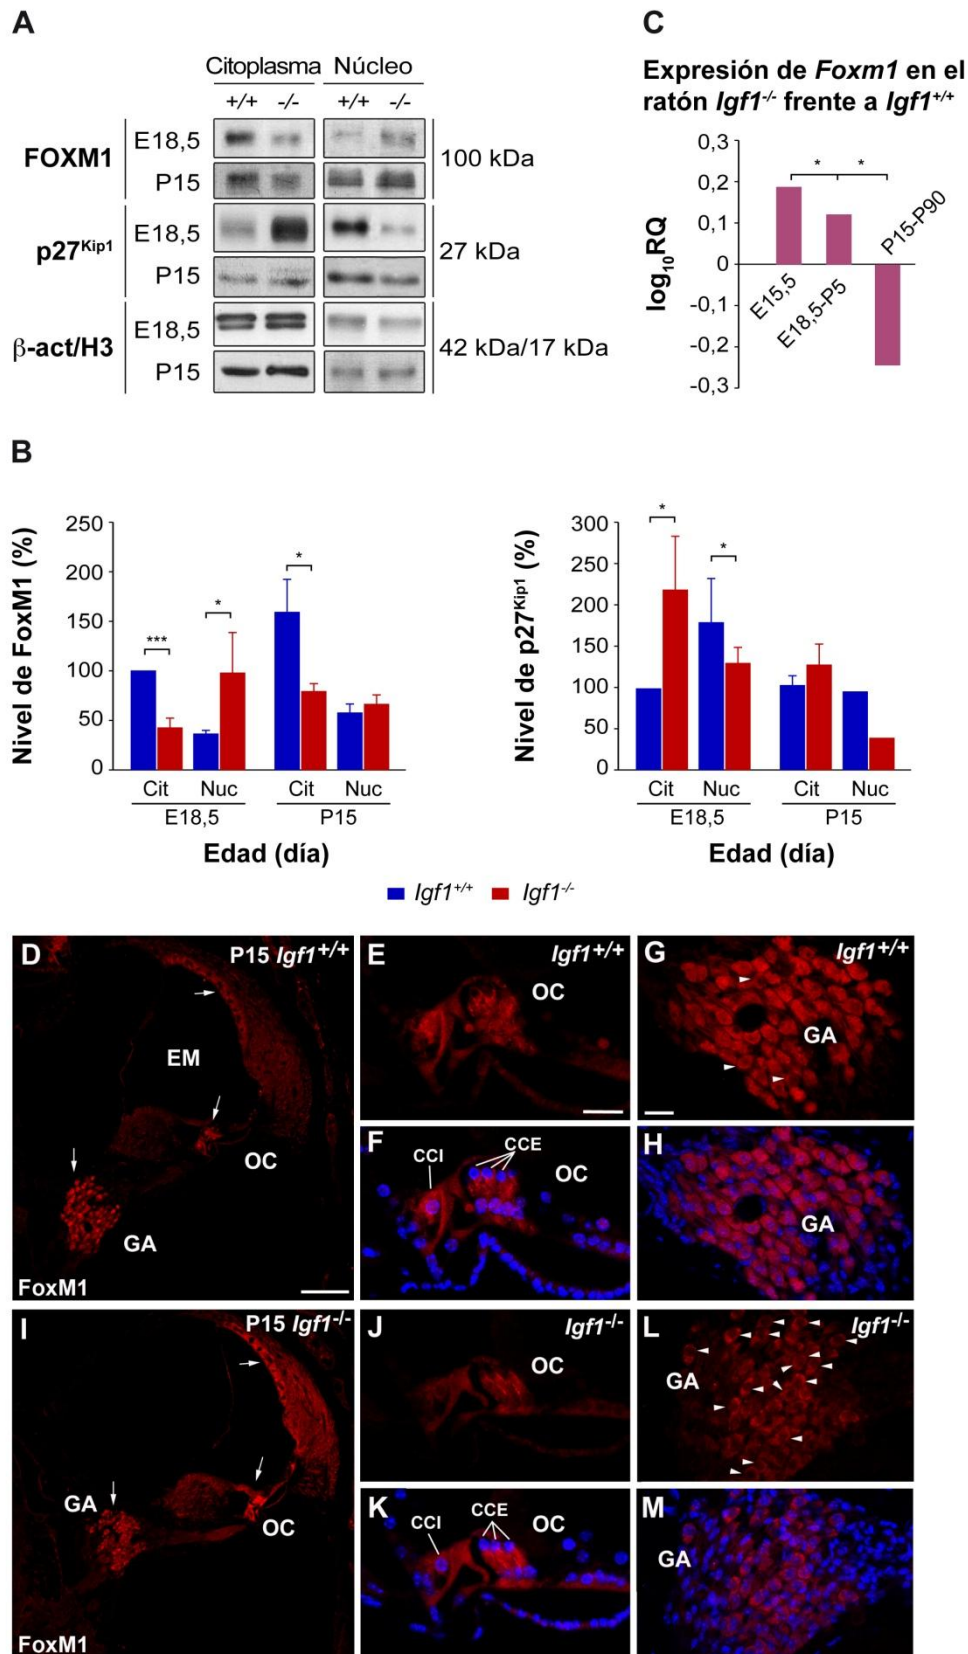 A
Citoplasma Núcleo
+/+ -/- +/+ -/-
FOXM1
E18,5
P15
100 kDa
p27Kip1
E18,5
P15
27 kDa
β-act/H3
E18,5
P15
42 kDa/17 kDa
C
Expresión de Foxm1 en el
ratón Igf1-/- frente a Igf1+/+
log10RQ
0,3
0,2
0,1
0
-0,1
-0,2
-0,3
* *
E15,5
E18,5-P5
P15-P90
B
Nivel de FoxM1 (%)
250
200
150
100
50
0
*** * *
Cit Nuc Cit Nuc
E18,5 P15
Edad (día)
Nivel de p27Kip1 (%)
300
250
200
150
100
50
0
* *
Cit Nuc Cit Nuc
E18,5 P15
Edad (día)
Igf1+/+ Igf1-/-
D P15 Igf1+/+
EM
OC
GA
FoxM1
E Igf1+/+
OC
G Igf1+/+
GA
F
CCI CCE OC
H
GA
I P15 Igf1-/-
GA
OC
FoxM1
J Igf1-/-
OC
L Igf1-/-
GA
K
CCI CCE OC
M
GA